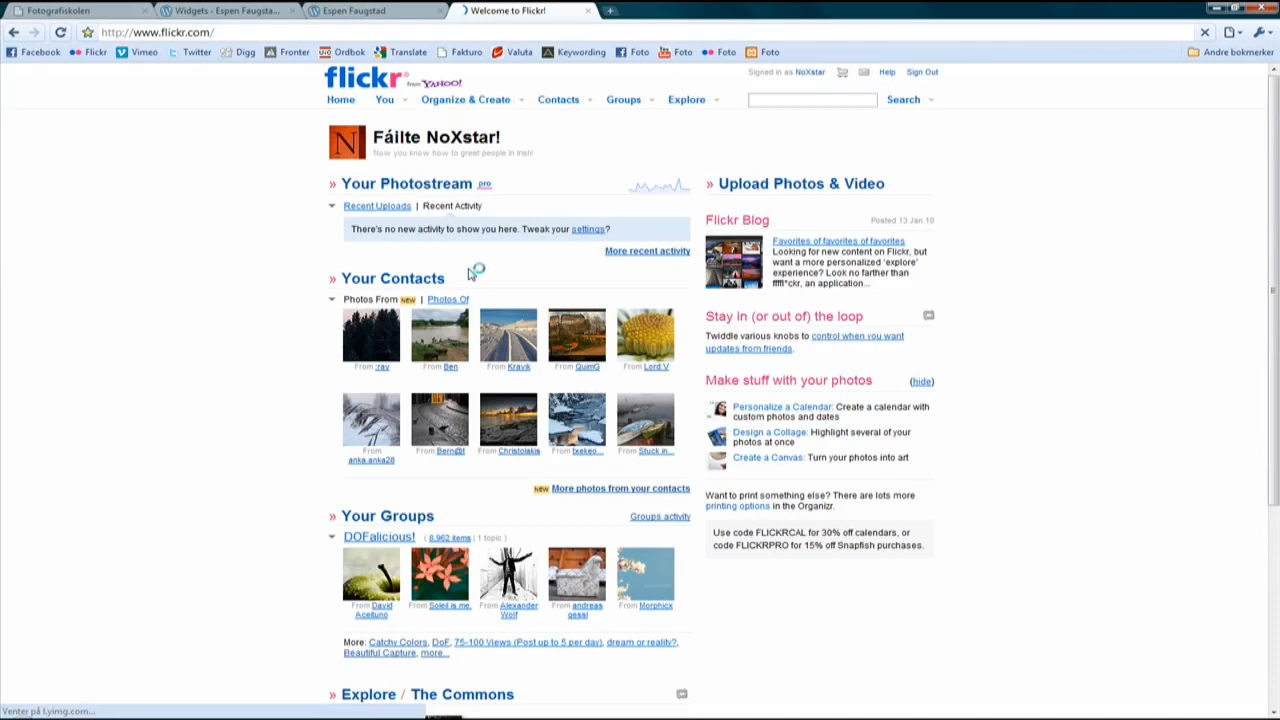 Fotografiskolen
Widgets - Espen Faugsta...
Espen Faugstad
Welcome to Flickr!
http://www.flickr.com/
Facebook
Flickr
Vimeo
Twitter
Digg
Fronter
Ordbok
Translate
Fakturo
Valuta
Keywording
Foto
Foto
Foto
Foto
Andre bokmerker
flickr from YAHOO!
Signed in as NoXstar
Help
Sign Out
Home
You
Organize & Create
Contacts
Groups
Explore
Search
N
Fáilte NoXstar!
Now you know how to greet people in Irish!
» Your Photostream pro
Recent Uploads | Recent Activity
There's no new activity to show you here. Tweak your settings?
More recent activity
» Your Contacts
Photos From NEW | Photos Of
From :ray
From Ben
From Kravik
From QuimG
From Lord V
From
anka.anka28
From Bern@t
From Christolakis
From txekeo...
From Stuck in...
NEW More photos from your contacts
» Your Groups
Groups activity
DOFalicious! ( 8,962 items | 1 topic )
From David
Aceituno
From Soleil is me.
From Alexander
Wolf
From andreas
gessl
From Morphicx
More: Catchy Colors, DoF, 75-100 Views (Post up to 5 per day), dream or reality?,
Beautiful Capture, more...
» Explore / The Commons
» Upload Photos & Video
Flickr Blog
Posted 13 Jan 10
Favorites of favorites of favorites
Looking for new content on Flickr, but
want a more personalized 'explore'
experience? Look no farther than
fffffl*ckr, an application...
Stay in (or out of) the loop
Twiddle various knobs to control when you want
updates from friends.
Make stuff with your photos
(hide)
Personalize a Calendar: Create a calendar with
custom photos and dates
Design a Collage: Highlight several of your
photos at once
Create a Canvas: Turn your photos into art
Want to print something else? There are lots more
printing options in the Organizr.
Use code FLICKRCAL for 30% off calendars, or
code FLICKRPRO for 15% off Snapfish purchases.
Venter på l.yimg.com...